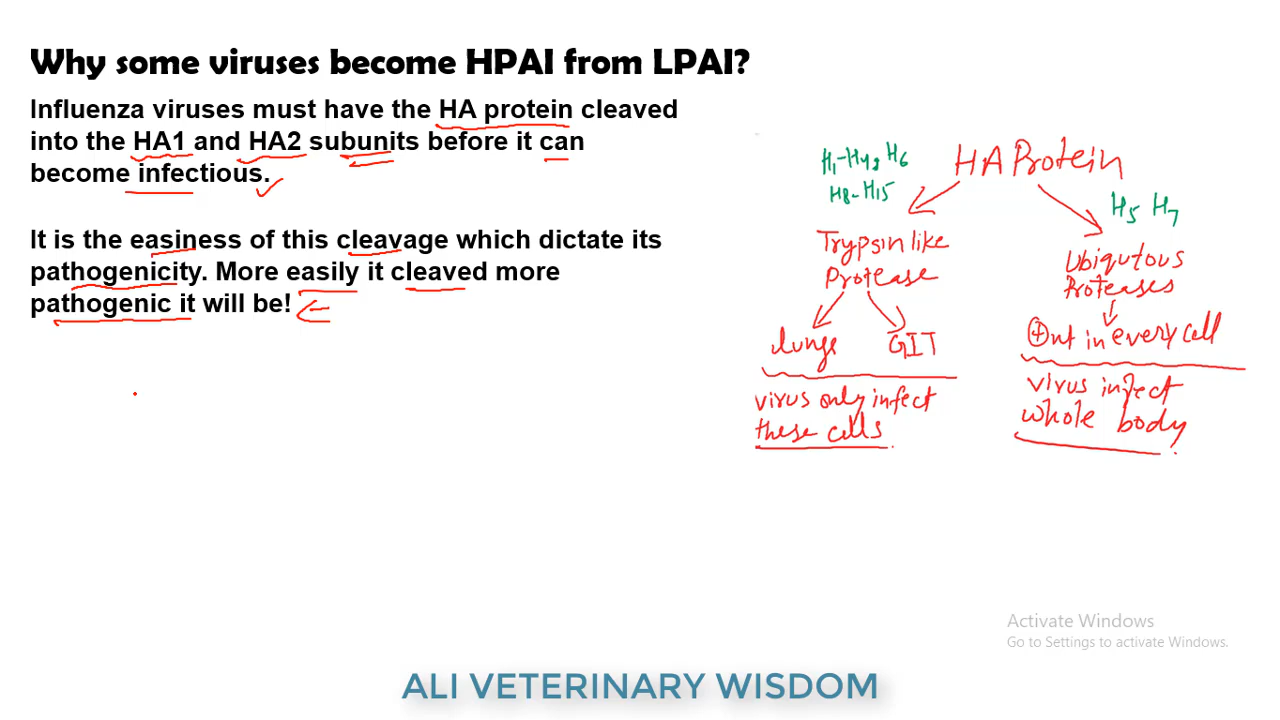 Why some viruses become HPAI from LPAI?
Influenza viruses must have the HA protein cleaved
into the HA1 and HA2 subunits before it can
become infectious.
It is the easiness of this cleavage which dictate its
pathogenicity. More easily it cleaved more
pathogenic it will be!
HA Protein
H1-H4 & H6
H8-H15
Trypsin like
Protease
lungs GIT
virus only infect
these cells
H5 H7
Ubiqutous
Proteases
⊕nt in every cell
virus infect
whole body
Activate Windows
Go to Settings to activate Windows.
ALI VETERINARY WISDOM